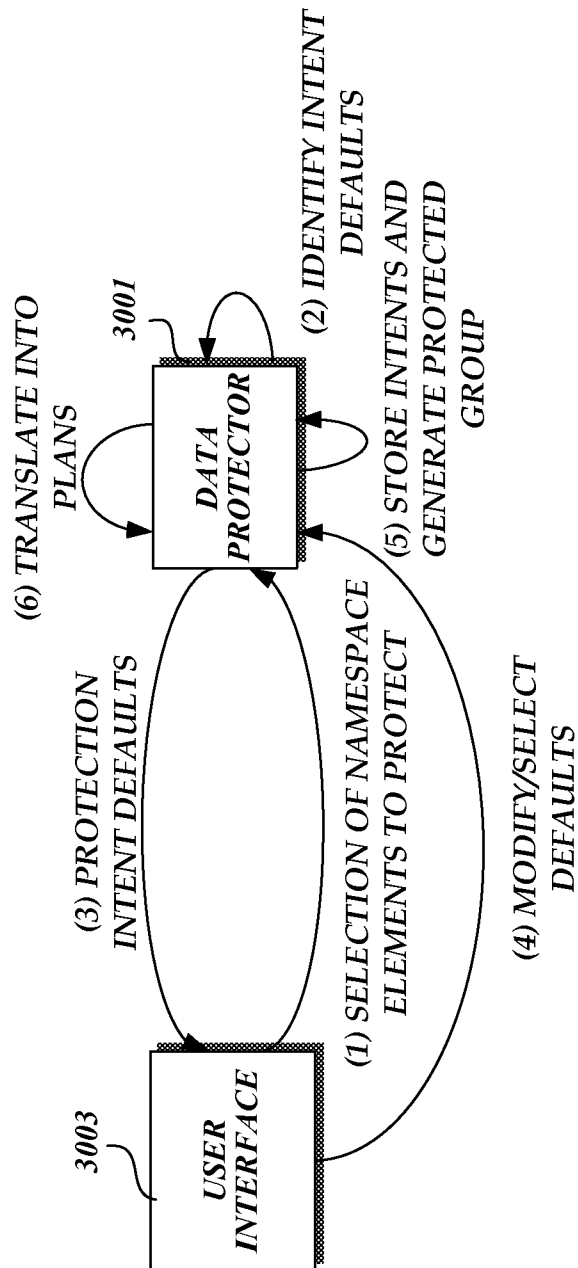 3003
USER
INTERFACE
(3) PROTECTION
INTENT DEFAULTS
(1) SELECTION OF NAMESPACE
ELEMENTS TO PROTECT
(4) MODIFY/SELECT
DEFAULTS
(6) TRANSLATE INTO
PLANS
3001
DATA
PROTECTOR
(2) IDENTIFY INTENT
DEFAULTS
(5) STORE INTENTS AND
GENERATE PROTECTED
GROUP